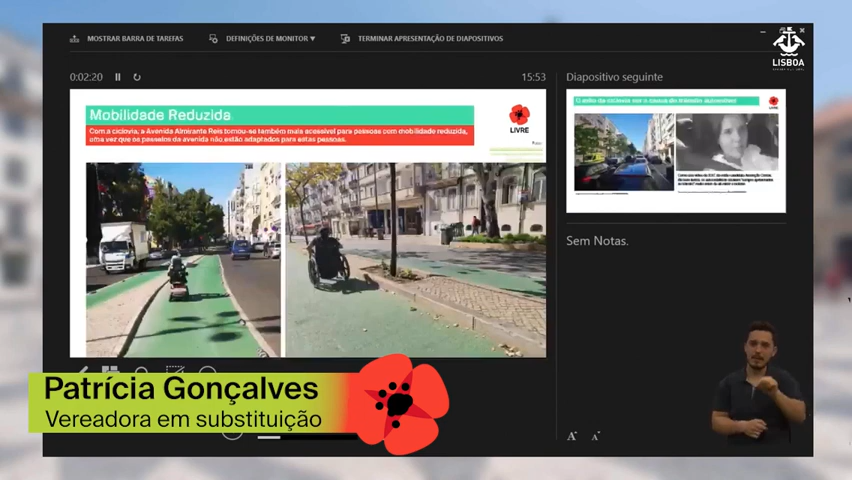 MOSTRAR BARRA DE TAREFAS
DEFINIÇÕES DE MONITOR ▼
TERMINAR APRESENTAÇÃO DE DIAPOSITIVOS
LISBOA
0:02:20
15:53
Diapositivo seguinte
Mobilidade Reduzida
Com a ciclovia, a Avenida Almirante Reis tornou-se também mais acessível para pessoas com mobilidade reduzida,
uma vez que os passeios da avenida não estão adaptados para estas pessoas.
LIVRE
Sem Notas.
Patrícia Gonçalves
Vereadora em substituição
A A